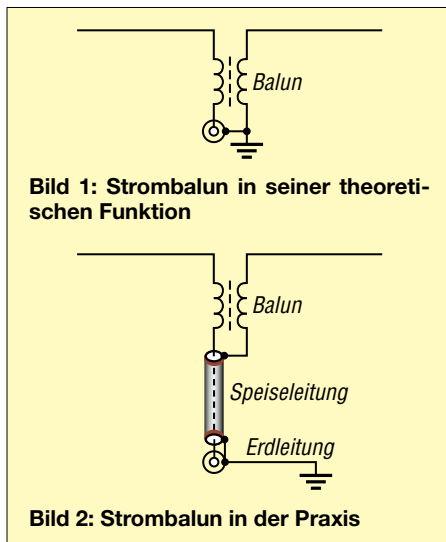 Balun
Bild 1: Strombalun in seiner theoreti-
schen Funktion
Balun
Speiseleitung
Erdleitung
Bild 2: Strombalun in der Praxis